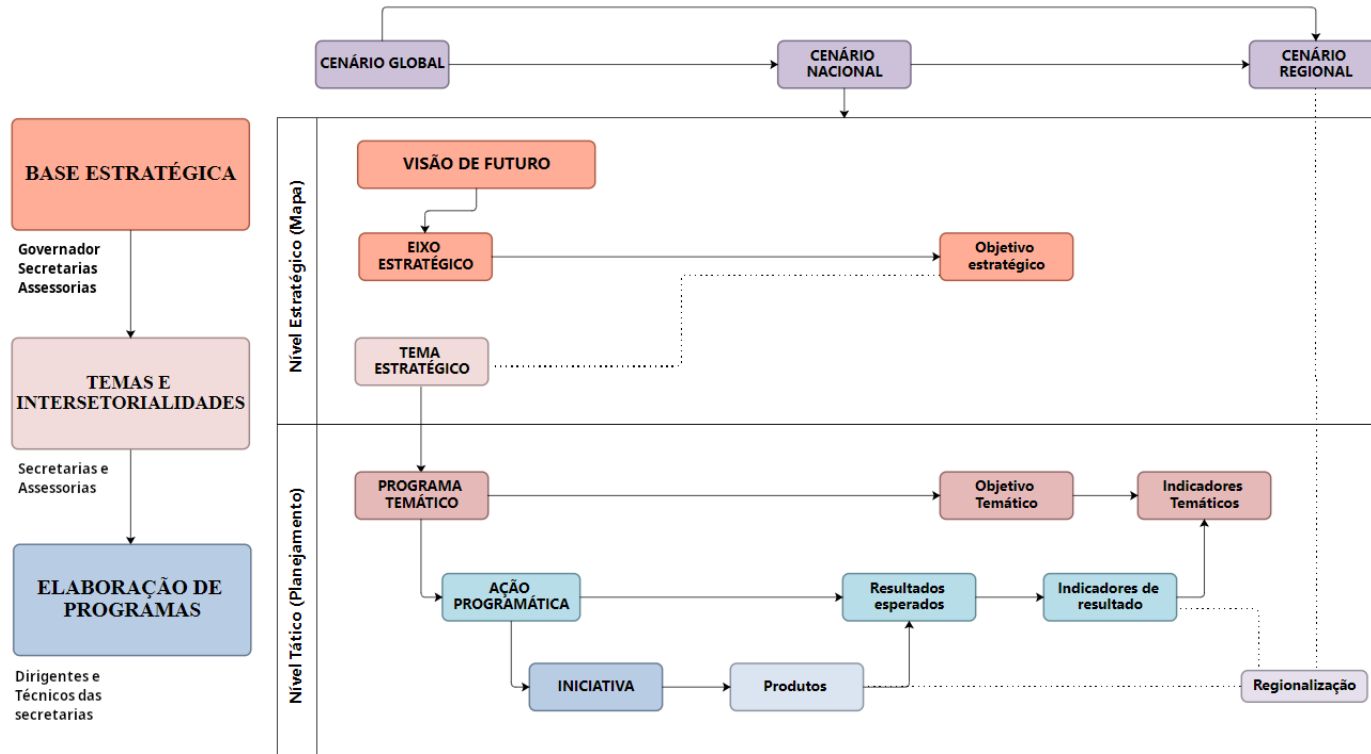 CENÁRIO GLOBAL
CENÁRIO
NACIONAL
CENÁRIO
REGIONAL
BASE ESTRATÉGICA
Governador
Secretarias
Assessorias
TEMAS E
INTERSETORIALIDADES
Secretarias e
Assessorias
ELABORAÇÃO DE
PROGRAMAS
Dirigentes e
Técnicos das
secretarias
Nível Estratégico (Mapa)
VISÃO DE FUTURO
EIXO
ESTRATÉGICO
Objetivo
estratégico
TEMA
ESTRATÉGICO
Nível Tático (Planejamento)
PROGRAMA
TEMÁTICO
Objetivo
Temático
Indicadores
Temáticos
AÇÃO
PROGRAMÁTICA
Resultados
esperados
Indicadores de
resultado
INICIATIVA
Produtos
Regionalização